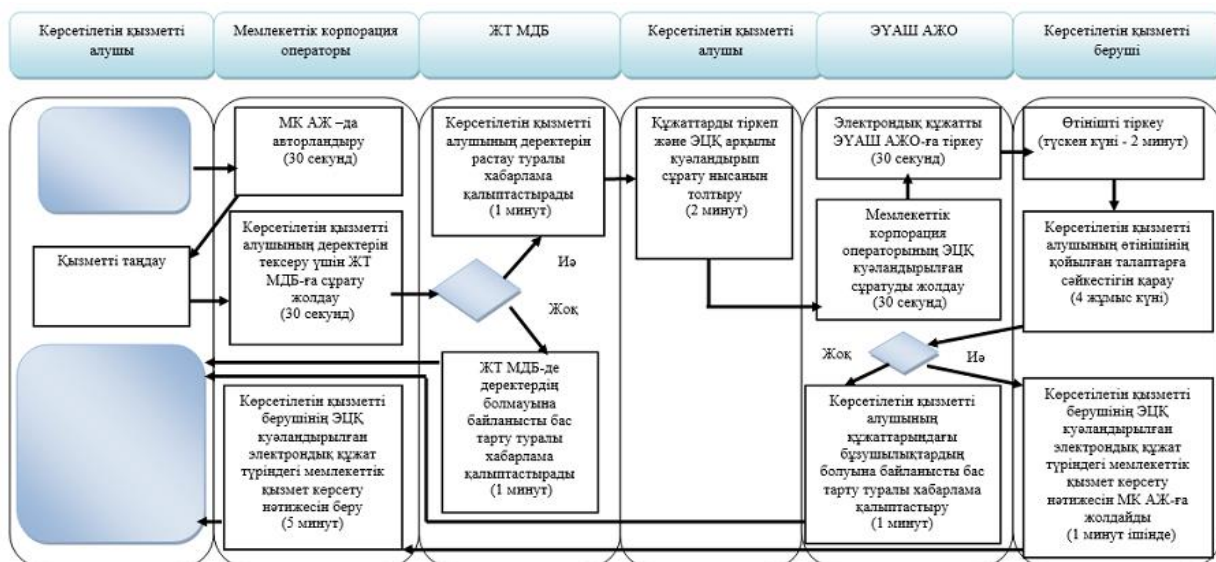 Көрсетілетін қызметті
алушы
Мемлекеттік корпорация
операторы
ЖТ МДБ
Көрсетілетін қызметті
алушы
ЭҮАШ АЖО
Көрсетілетін қызметті
беруші
МК АЖ –да
авторландыру
(30 секунд)
Қызметті таңдау
Көрсетілетін қызметті
алушының деректерін
тексеру үшін ЖТ
МДБ-ға сұрату
жолдау
(30 секунд)
Көрсетілетін қызметті
алушының деректерін
растау туралы
хабарлама
қалыптастырады
(1 минут)
Иә
Жоқ
ЖТ МДБ-де
деректердің
болмауына
байланысты бас
тарту туралы
хабарлама
қалыптастырады
(1 минут)
Құжаттарды тіркеп
және ЭЦҚ арқылы
куәландырып
сұрату нысанын
толтыру
(2 минут)
Электрондық құжатты
ЭҮАШ АЖО-ға тіркеу
(30 секунд)
Мемлекеттік
корпорация
операторының ЭЦҚ
куәландырылған
сұратуды жолдау
(30 секунд)
Өтінішті тіркеу
(түскен күні - 2 минут)
Көрсетілетін қызметті
алушының өтінішінің
қойылған талаптарға
сәйкестігін қарау
(4 жұмыс күні)
Жоқ
Иә
Көрсетілетін қызметті
алушының
құжаттарындағы
бұзушылықтардың
болуына байланысты бас
тарту туралы хабарлама
қалыптастыру
(1 минут)
Көрсетілетін қызметті
берушінің ЭЦҚ
куәландырылған
электрондық құжат
түріндегі мемлекеттік
қызмет көрсету
нәтижесін МК АЖ-ға
жолдайды
(1 минут ішінде)
Көрсетілетін қызметті
берушінің ЭЦҚ
куәландырылған
электрондық құжат
түріндегі мемлекеттік
қызмет көрсету
нәтижесін беру
(5 минут)